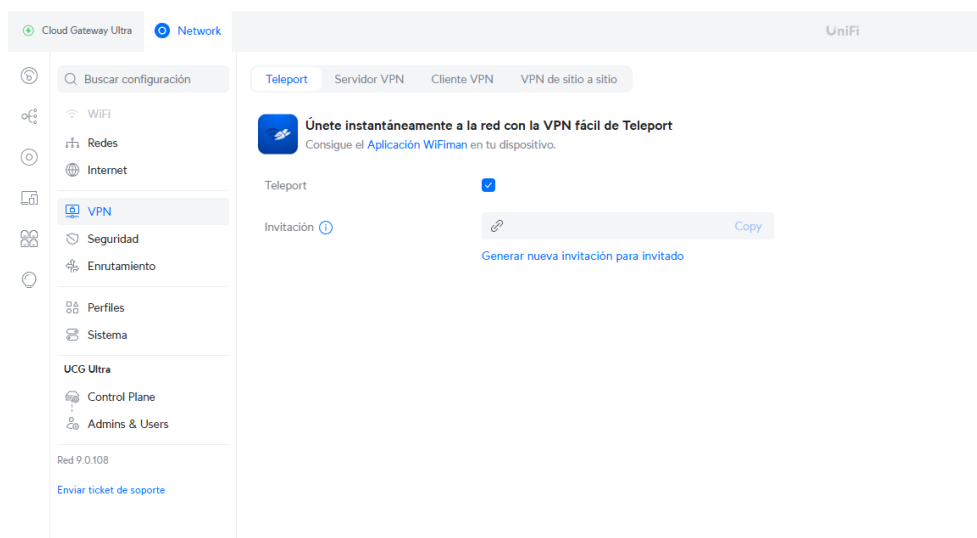 Cloud Gateway Ultra
Network
UniFi
Buscar configuración
WiFi
Redes
Internet
VPN
Seguridad
Enrutamiento
Perfiles
Sistema
UCG Ultra
Control Plane
Admins & Users
Red 9.0.108
Enviar ticket de soporte
Teleport Servidor VPN Cliente VPN VPN de sitio a sitio
Únete instantáneamente a la red con la VPN fácil de Teleport
Consigue el Aplicación WiFiman en tu dispositivo.
Teleport
Invitación
Copy
Generar nueva invitación para invitado